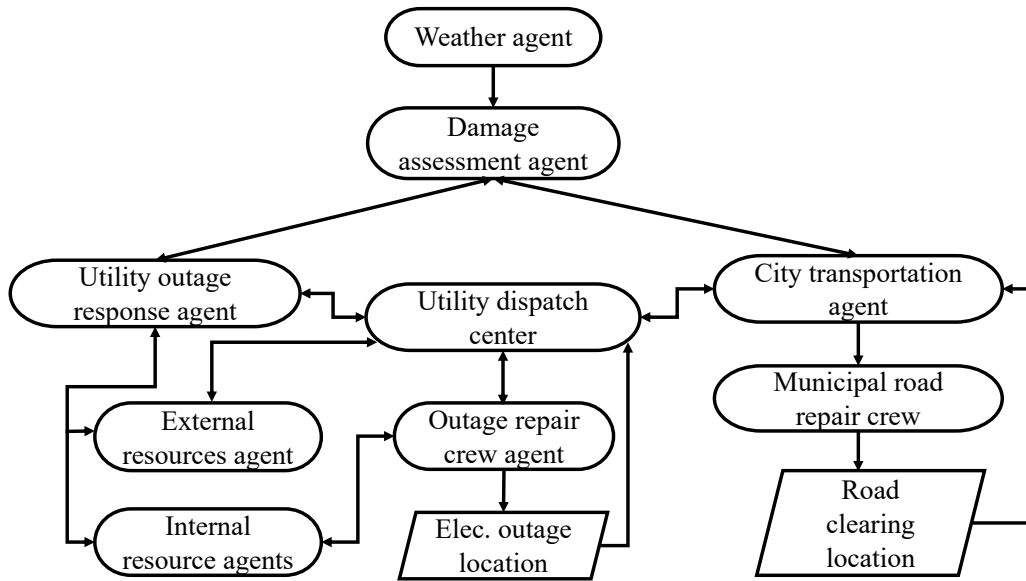 Weather agent
Damage
assessment agent
Utility outage
response agent
Utility dispatch
center
City transportation
agent
External
resources agent
Outage repair
crew agent
Municipal road
repair crew
Internal
resource agents
Elec. outage
location
Road
clearing
location